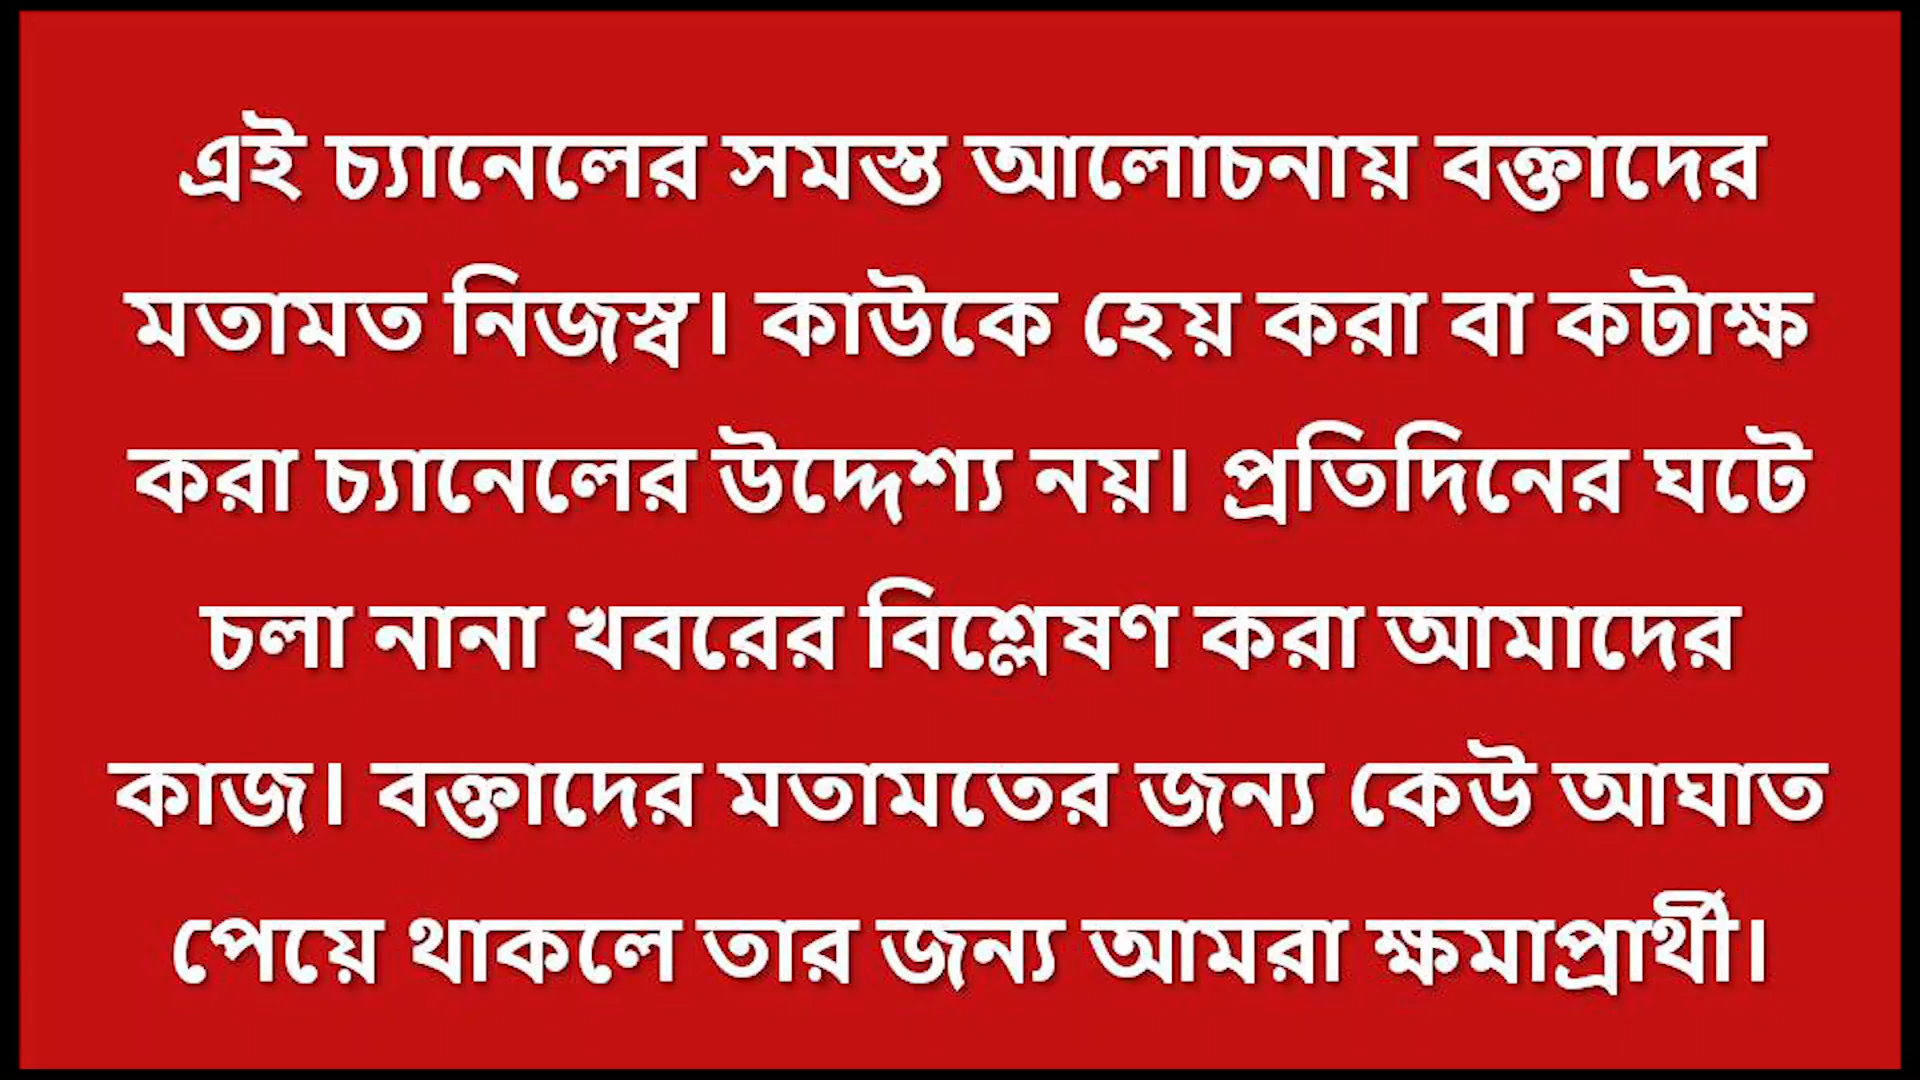 এই চ্যানেলের সমস্ত আলোচনায় বক্তাদের
মতামত নিজস্ব। কাউকে হেয় করা বা কটাক্ষ
করা চ্যানেলের উদ্দেশ্য নয়। প্রতিদিনের ঘটে
চলা নানা খবরের বিশ্লেষণ করা আমাদের
কাজ। বক্তাদের মতামতের জন্য কেউ আঘাত
পেয়ে থাকলে তার জন্য আমরা ক্ষমাপ্রার্থী।